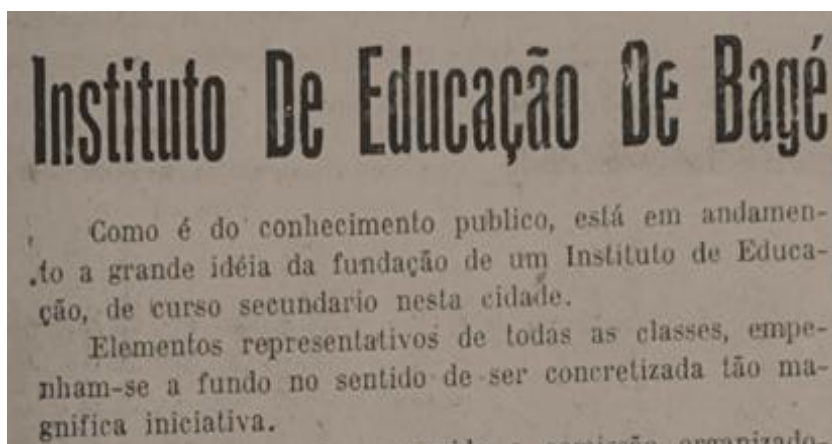 Instituto De Educação De Bagé
Como é do conhecimento publico, está em andamen-
to a grande idéia da fundação de um Instituto de Educa-
ção, de curso secundario nesta cidade.
Elementos representativos de todas as classes, empe-
nham-se a fundo no sentido de ser concretizada tão ma-
gnifica iniciativa.
comissão organizado-